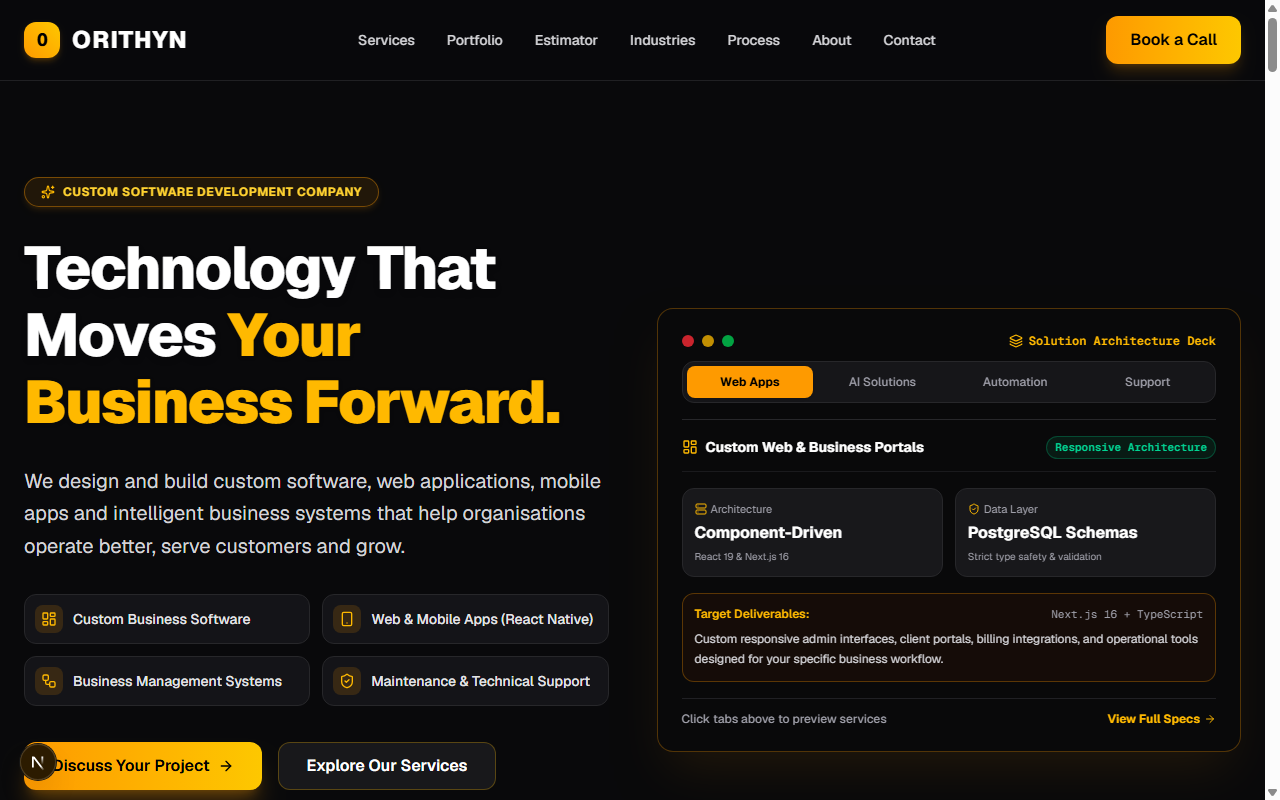 O ORITHYN
Services Portfolio Estimator Industries Process About Contact
Book a Call
CUSTOM SOFTWARE DEVELOPMENT COMPANY
Technology That
Moves Your
Business Forward.
We design and build custom software, web applications, mobile
apps and intelligent business systems that help organisations
operate better, serve customers and grow.
Custom Business Software
Web & Mobile Apps (React Native)
Business Management Systems
Maintenance & Technical Support
N
Discuss Your Project →
Explore Our Services
Solution Architecture Deck
Web Apps AI Solutions Automation Support
Custom Web & Business Portals
Responsive Architecture
Architecture
Component-Driven
React 19 & Next.js 16
Data Layer
PostgreSQL Schemas
Strict type safety & validation
Target Deliverables:
Next.js 16 + TypeScript
Custom responsive admin interfaces, client portals, billing integrations, and operational tools
designed for your specific business workflow.
Click tabs above to preview services
View Full Specs →